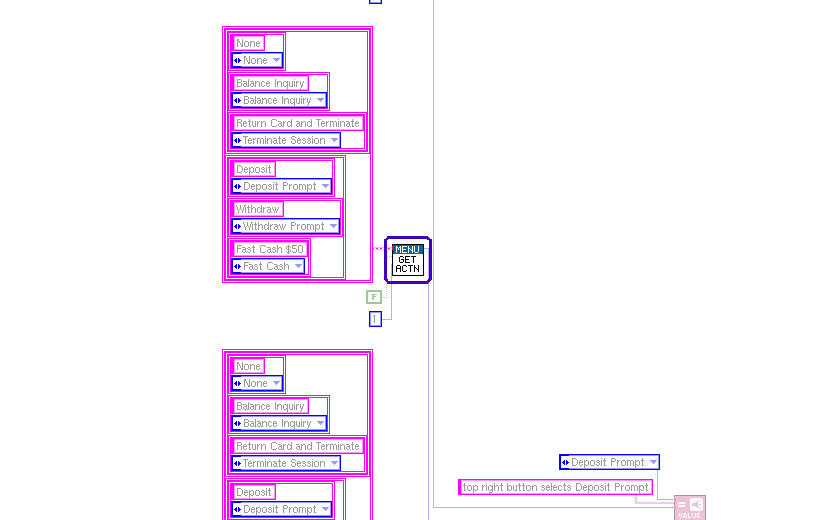 None
None
Balance Inquiry
Balance Inquiry
Return Card and Terminate
Terminate Session
Deposit
Deposit Prompt
Withdraw
Withdraw Prompt
Fast Cash $50
Fast Cash
MENU
GET
ACTN
F
1
None
None
Balance Inquiry
Balance Inquiry
Return Card and Terminate
Terminate Session
Deposit
Deposit Prompt
Deposit Prompt
top right button selects Deposit Prompt
=
VALUE